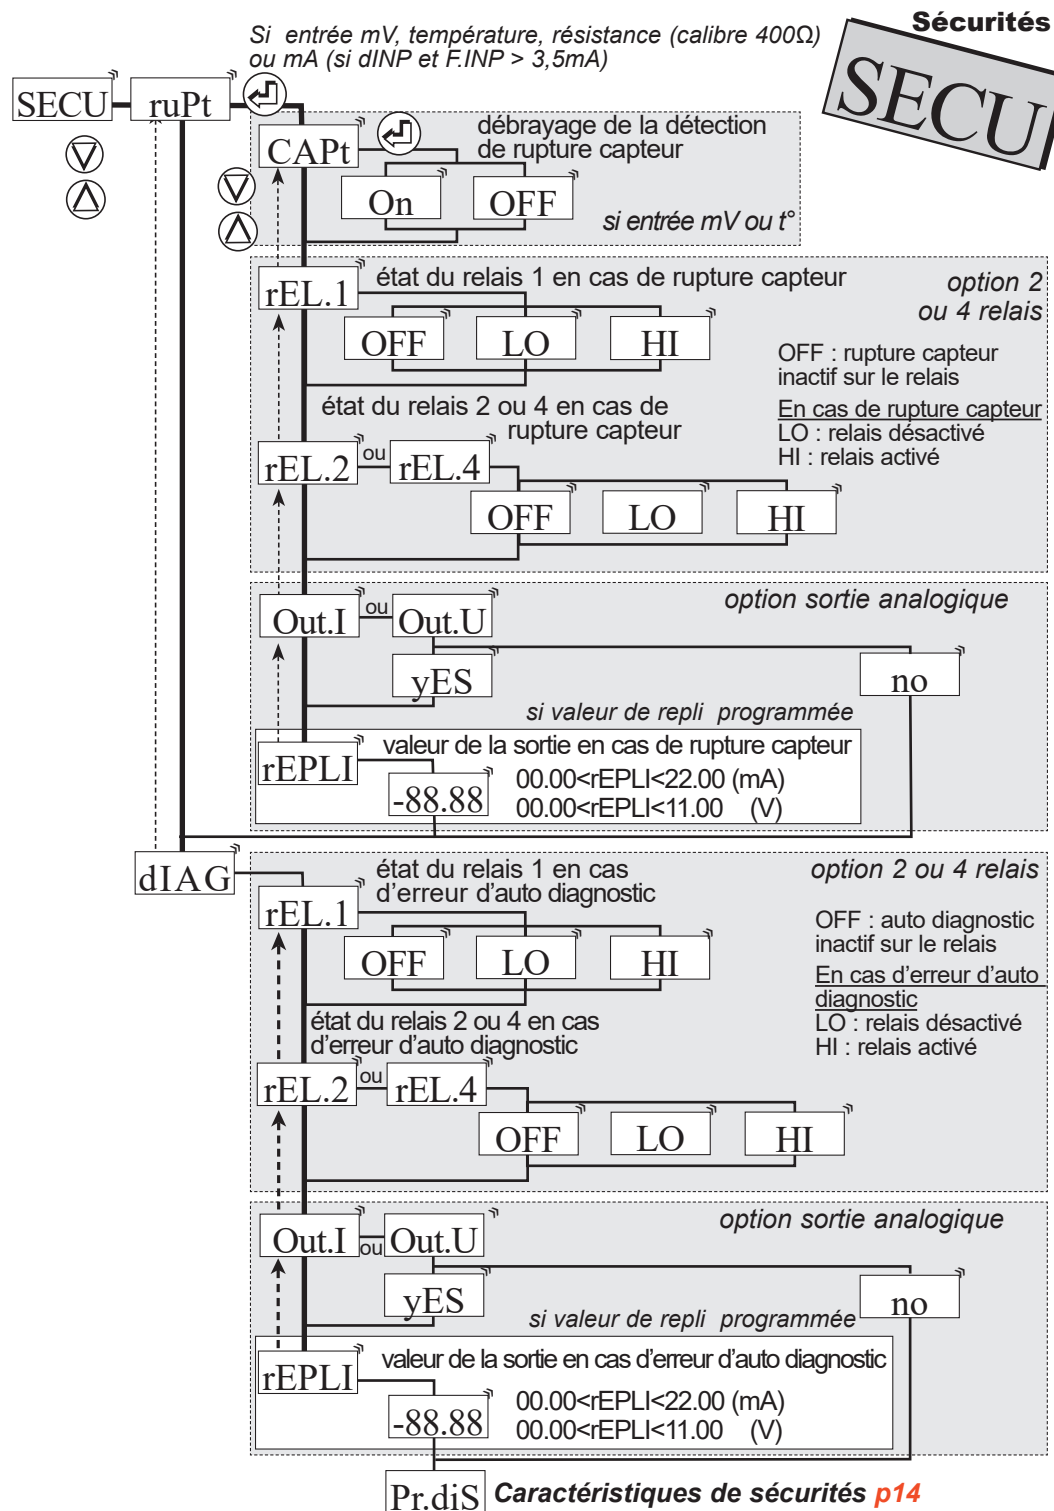 Sécurités
SECU
Si entrée mV, température, résistance (calibre 400Ω)
ou mA (si dINP et F.INP > 3,5mA)
SECU
ruPt
CAPt
débrayage de la détection
de rupture capteur
On
OFF
si entrée mV ou t°
rEL.1
état du relais 1 en cas de rupture capteur
option 2
ou 4 relais
OFF
LO
HI
OFF : rupture capteur
inactif sur le relais
En cas de rupture capteur
LO : relais désactivé
HI : relais activé
état du relais 2 ou 4 en cas de
rupture capteur
rEL.2
ou
rEL.4
OFF
LO
HI
option sortie analogique
Out.I
ou
Out.U
yES
no
si valeur de repli programmée
rEPLI
valeur de la sortie en cas de rupture capteur
-88.88
00.00<rEPLI<22.00 (mA)
00.00<rEPLI<11.00 (V)
dIAG
rEL.1
état du relais 1 en cas
d'erreur d'auto diagnostic
option 2 ou 4 relais
OFF
LO
HI
OFF : auto diagnostic
inactif sur le relais
En cas d'erreur d'auto
diagnostic
LO : relais désactivé
HI : relais activé
état du relais 2 ou 4 en cas
d'erreur d'auto diagnostic
rEL.2
ou
rEL.4
OFF
LO
HI
option sortie analogique
Out.I
ou
Out.U
yES
no
si valeur de repli programmée
rEPLI
valeur de la sortie en cas d'erreur d'auto diagnostic
-88.88
00.00<rEPLI<22.00 (mA)
00.00<rEPLI<11.00 (V)
Pr.diS
Caractéristiques de sécurités p14